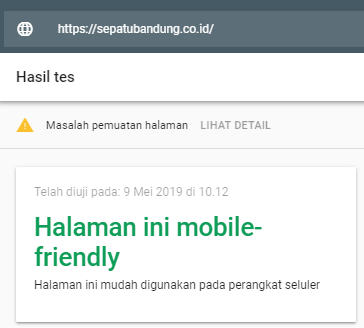 https://sepatubandung.co.id/
Hasil tes
Masalah pemuatan halaman LIHAT DETAIL
Telah diuji pada: 9 Mei 2019 di 10.12
Halaman ini mobile-
friendly
Halaman ini mudah digunakan pada perangkat seluler